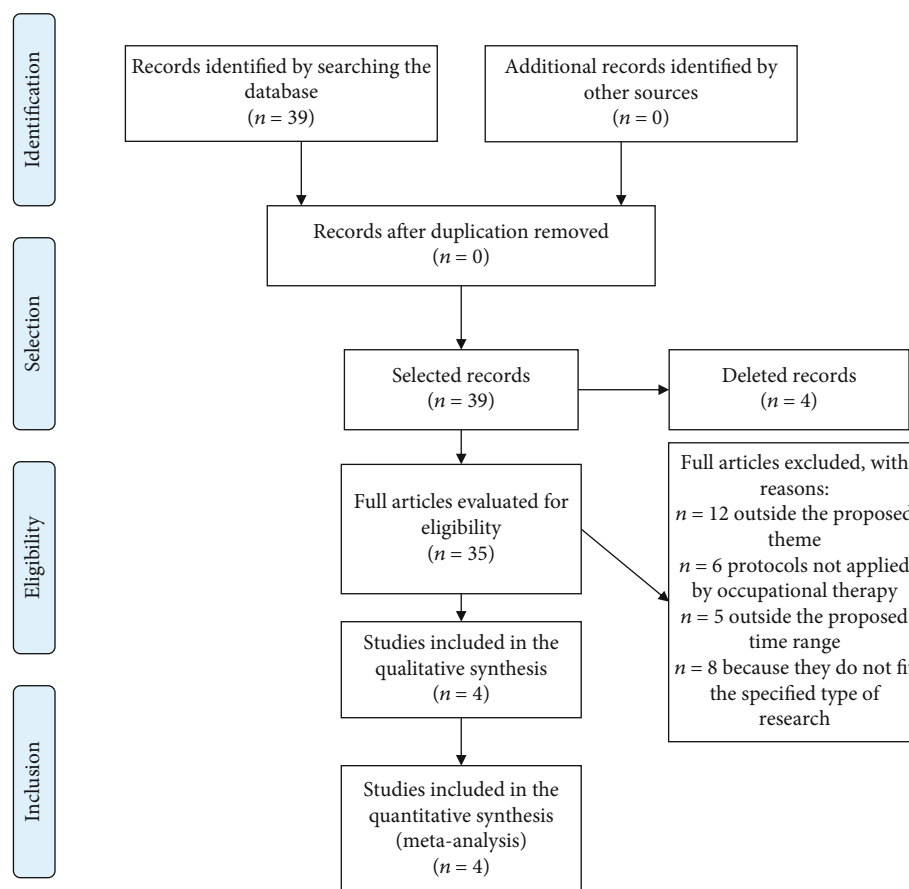 Identification
Records identified by searching the
database
(n = 39)
Additional records identified by
other sources
(n = 0)
Records after duplication removed
(n = 0)
Selection
Selected records
(n = 39)
Deleted records
(n = 4)
Eligibility
Full articles evaluated for
eligibility
(n = 35)
Full articles excluded, with
reasons:
n = 12 outside the proposed
theme
n = 6 protocols not applied
by occupational therapy
n = 5 outside the proposed
time range
n = 8 because they do not fi
the specified type of
research
Studies included in the
qualitative synthesis
(n = 4)
Inclusion
Studies included in the
quantitative synthesis
(meta-analysis)
(n = 4)